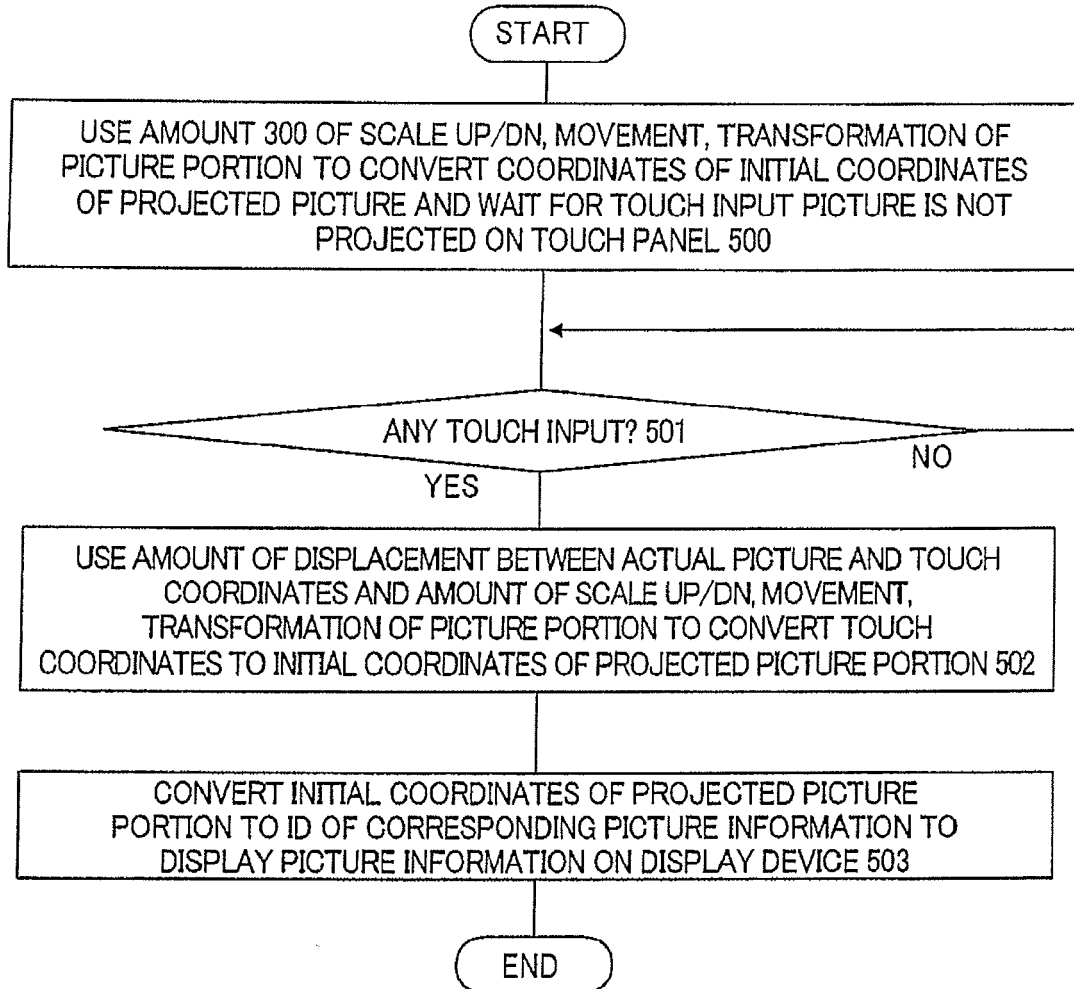 START
USE AMOUNT 300 OF SCALE UP/DN, MOVEMENT, TRANSFORMATION OF
PICTURE PORTION TO CONVERT COORDINATES OF INITIAL COORDINATES
OF PROJECTED PICTURE AND WAIT FOR TOUCH INPUT PICTURE IS NOT
PROJECTED ON TOUCH PANEL 500
ANY TOUCH INPUT? 501
NO
YES
USE AMOUNT OF DISPLACEMENT BETWEEN ACTUAL PICTURE AND TOUCH
COORDINATES AND AMOUNT OF SCALE UP/DN, MOVEMENT,
TRANSFORMATION OF PICTURE PORTION TO CONVERT TOUCH
COORDINATES TO INITIAL COORDINATES OF PROJECTED PICTURE PORTION 502
CONVERT INITIAL COORDINATES OF PROJECTED PICTURE
PORTION TO ID OF CORRESPONDING PICTURE INFORMATION TO
DISPLAY PICTURE INFORMATION ON DISPLAY DEVICE 503
END